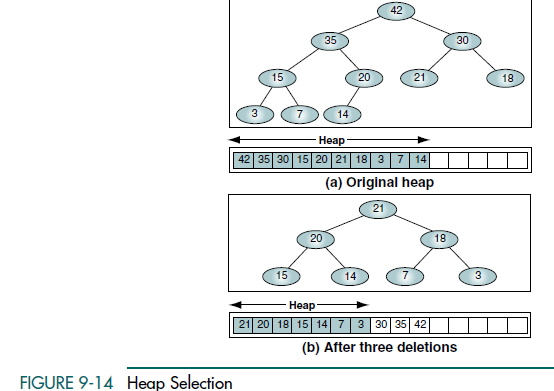 42
35 30
15 20 21 18
3 7 14
Heap
42 35 30 15 20 21 18 3 7 14
(a) Original heap
21
20 18
15 14 7 3
Heap
21 20 18 15 14 7 3 30 35 42
(b) After three deletions
FIGURE 9-14 Heap Selection